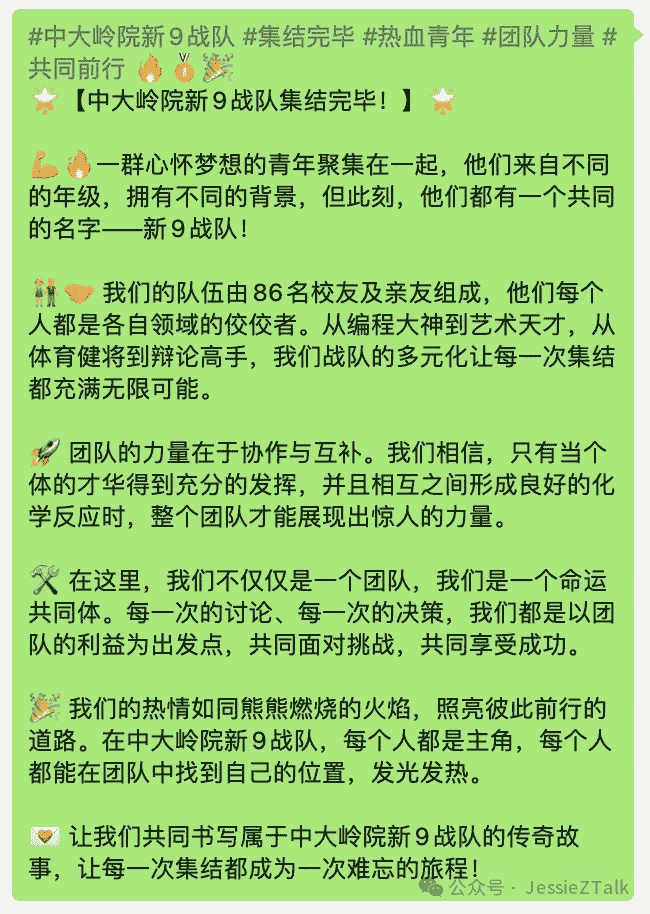 #中大岭院新9战队 #集结完毕 #热血青年 #团队力量 #
共同前行 🔥🏅🎉
🌟【中大岭院新9战队集结完毕！】🌟
💪🔥一群心怀梦想的青年聚集在一起，他们来自不同
的年级，拥有不同的背景，但此刻，他们都有一个共同
的名字——新9战队！
👫🤝 我们的队伍由86名校友及亲友组成，他们每个
人都是各自领域的佼佼者。从编程大神到艺术天才，从
体育健将到辩论高手，我们战队的多元化让每一次集结
都充满无限可能。
🚀 团队的力量在于协作与互补。我们相信，只有当个
体的才华得到充分的发挥，并且相互之间形成良好的化
学反应时，整个团队才能展现出惊人的力量。
🛠 在这里，我们不仅仅是一个团队，我们是一个命运
共同体。每一次的讨论、每一次的决策，我们都是以团
队的利益为出发点，共同面对挑战，共同享受成功。
🎉 我们的热情如同熊熊燃烧的火焰，照亮彼此前行的
道路。在中大岭院新9战队，每个人都是主角，每个人
都能在团队中找到自己的位置，发光发热。
💌 让我们共同书写属于中大岭院新9战队的传奇故
事，让每一次集结都成为一次难忘的旅程！
公众号 · JessieZTalk